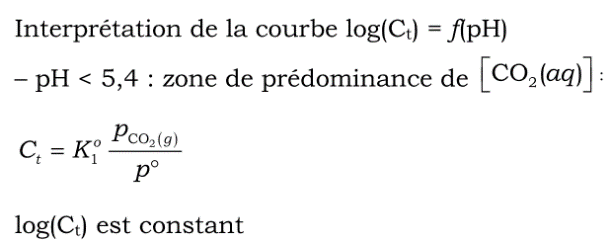 Interprétation de la courbe log(Cₜ) = f(pH)
– pH < 5,4 : zone de prédominance de [CO₂(aq)] :
Cₜ = K₁ᵒ p_CO₂(g) / p°
log(Cₜ) est constant